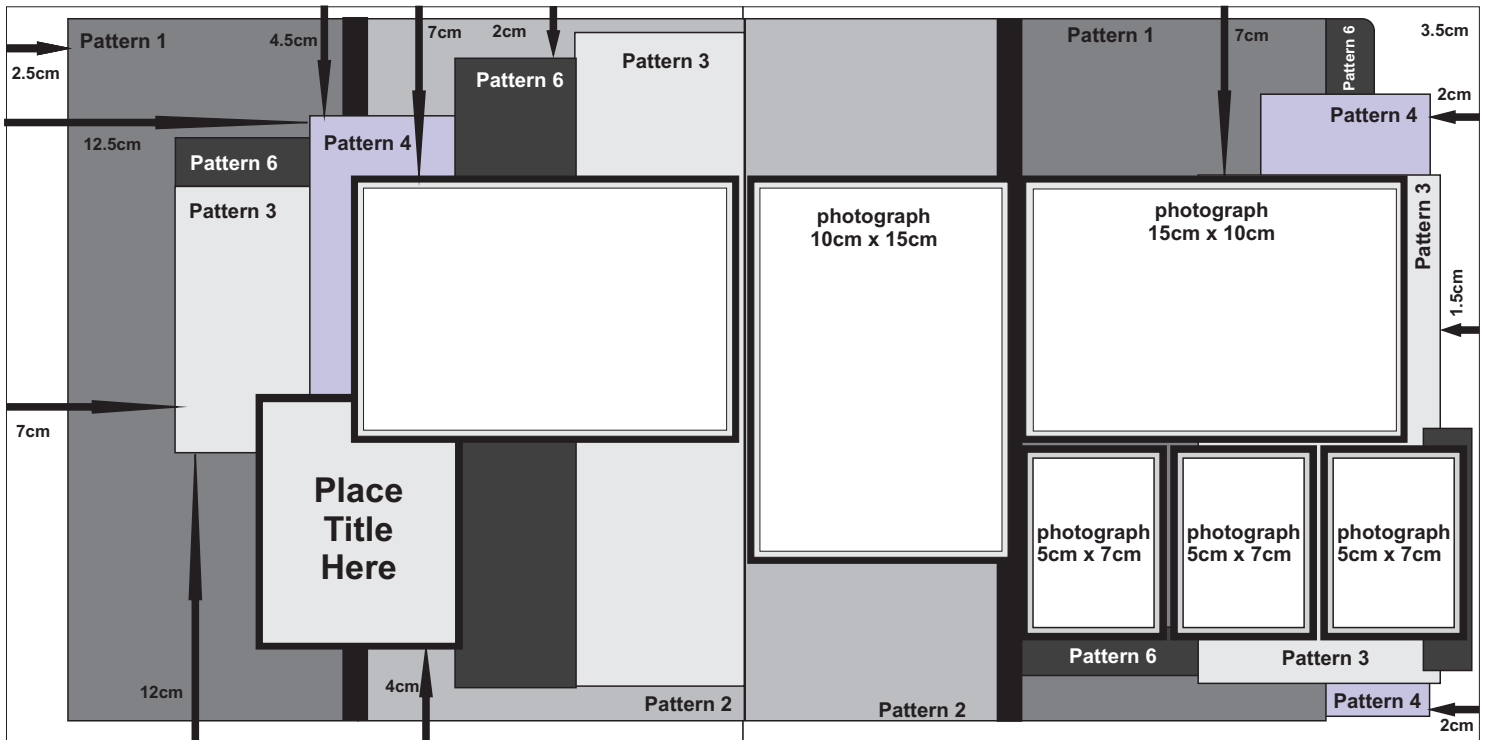 Pattern 1
2.5cm
4.5cm
7cm
2cm
Pattern 6
Pattern 3
12.5cm
Pattern 6
Pattern 4
Pattern 3
7cm
Place
Title
Here
12cm
4cm
Pattern 2
Pattern 1
7cm
Pattern 6
3.5cm
2cm
Pattern 4
photograph
10cm x 15cm
photograph
15cm x 10cm
Pattern 3
1.5cm
photograph
5cm x 7cm
photograph
5cm x 7cm
photograph
5cm x 7cm
Pattern 6
Pattern 3
Pattern 2
Pattern 4
2cm